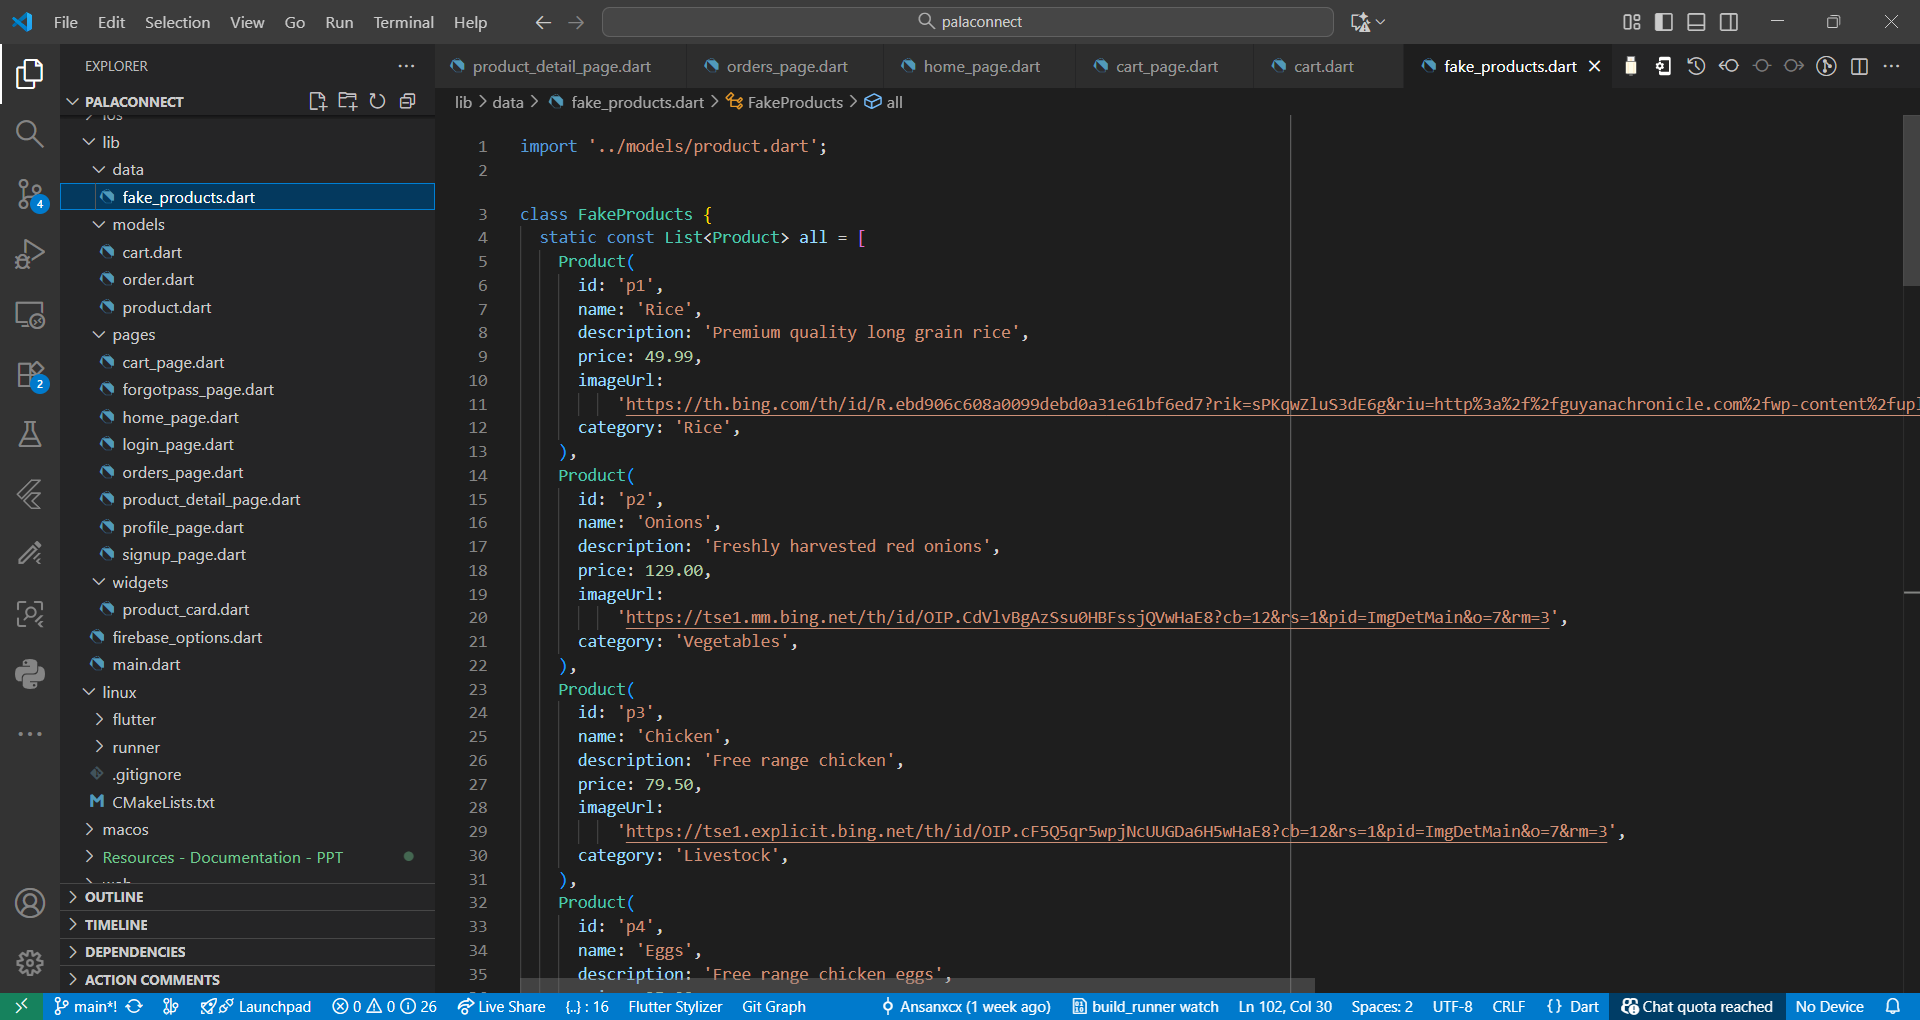 File Edit Selection View Go Run Terminal Help
palaconnect
EXPLORER
product_detail_page.dart
orders_page.dart
home_page.dart
cart_page.dart
cart.dart
fake_products.dart
PALACONNECT
lib > data > fake_products.dart > FakeProducts > all
ios
lib
data
fake_products.dart
models
cart.dart
order.dart
product.dart
pages
cart_page.dart
forgotpass_page.dart
home_page.dart
login_page.dart
orders_page.dart
product_detail_page.dart
profile_page.dart
signup_page.dart
widgets
product_card.dart
firebase_options.dart
main.dart
linux
flutter
runner
.gitignore
CMakeLists.txt
macos
Resources - Documentation - PPT
OUTLINE
TIMELINE
DEPENDENCIES
ACTION COMMENTS
4
2
1 import '../models/product.dart';
2
3 class FakeProducts {
4 static const List<Product> all = [
5 Product(
6 id: 'p1',
7 name: 'Rice',
8 description: 'Premium quality long grain rice',
9 price: 49.99,
10 imageUrl:
11 'https://th.bing.com/th/id/R.ebd906c608a0099debd0a31e61bf6ed7?rik=sPKqwZluS3dE6g&riu=http%3a%2f%2fguyanachronicle.com%2fwp-content%2fupl
12 category: 'Rice',
13 ),
14 Product(
15 id: 'p2',
16 name: 'Onions',
17 description: 'Freshly harvested red onions',
18 price: 129.00,
19 imageUrl:
20 'https://tse1.mm.bing.net/th/id/OIP.CdVlvBgAzSsu0HBFssjQVwHaE8?cb=12&rs=1&pid=ImgDetMain&o=7&rm=3',
21 category: 'Vegetables',
22 ),
23 Product(
24 id: 'p3',
25 name: 'Chicken',
26 description: 'Free range chicken',
27 price: 79.50,
28 imageUrl:
29 'https://tse1.explicit.bing.net/th/id/OIP.cF5Q5qr5wpjNcUUGDa6H5wHaE8?cb=12&rs=1&pid=ImgDetMain&o=7&rm=3',
30 category: 'Livestock',
31 ),
32 Product(
33 id: 'p4',
34 name: 'Eggs',
35 description: 'Free range chicken eggs',
main*! Launchpad 0 0 26 Live Share {..} : 16 Flutter Stylizer Git Graph Ansanxcx (1 week ago) build_runner watch Ln 102, Col 30 Spaces: 2 UTF-8 CRLF {} Dart Chat quota reached No Device